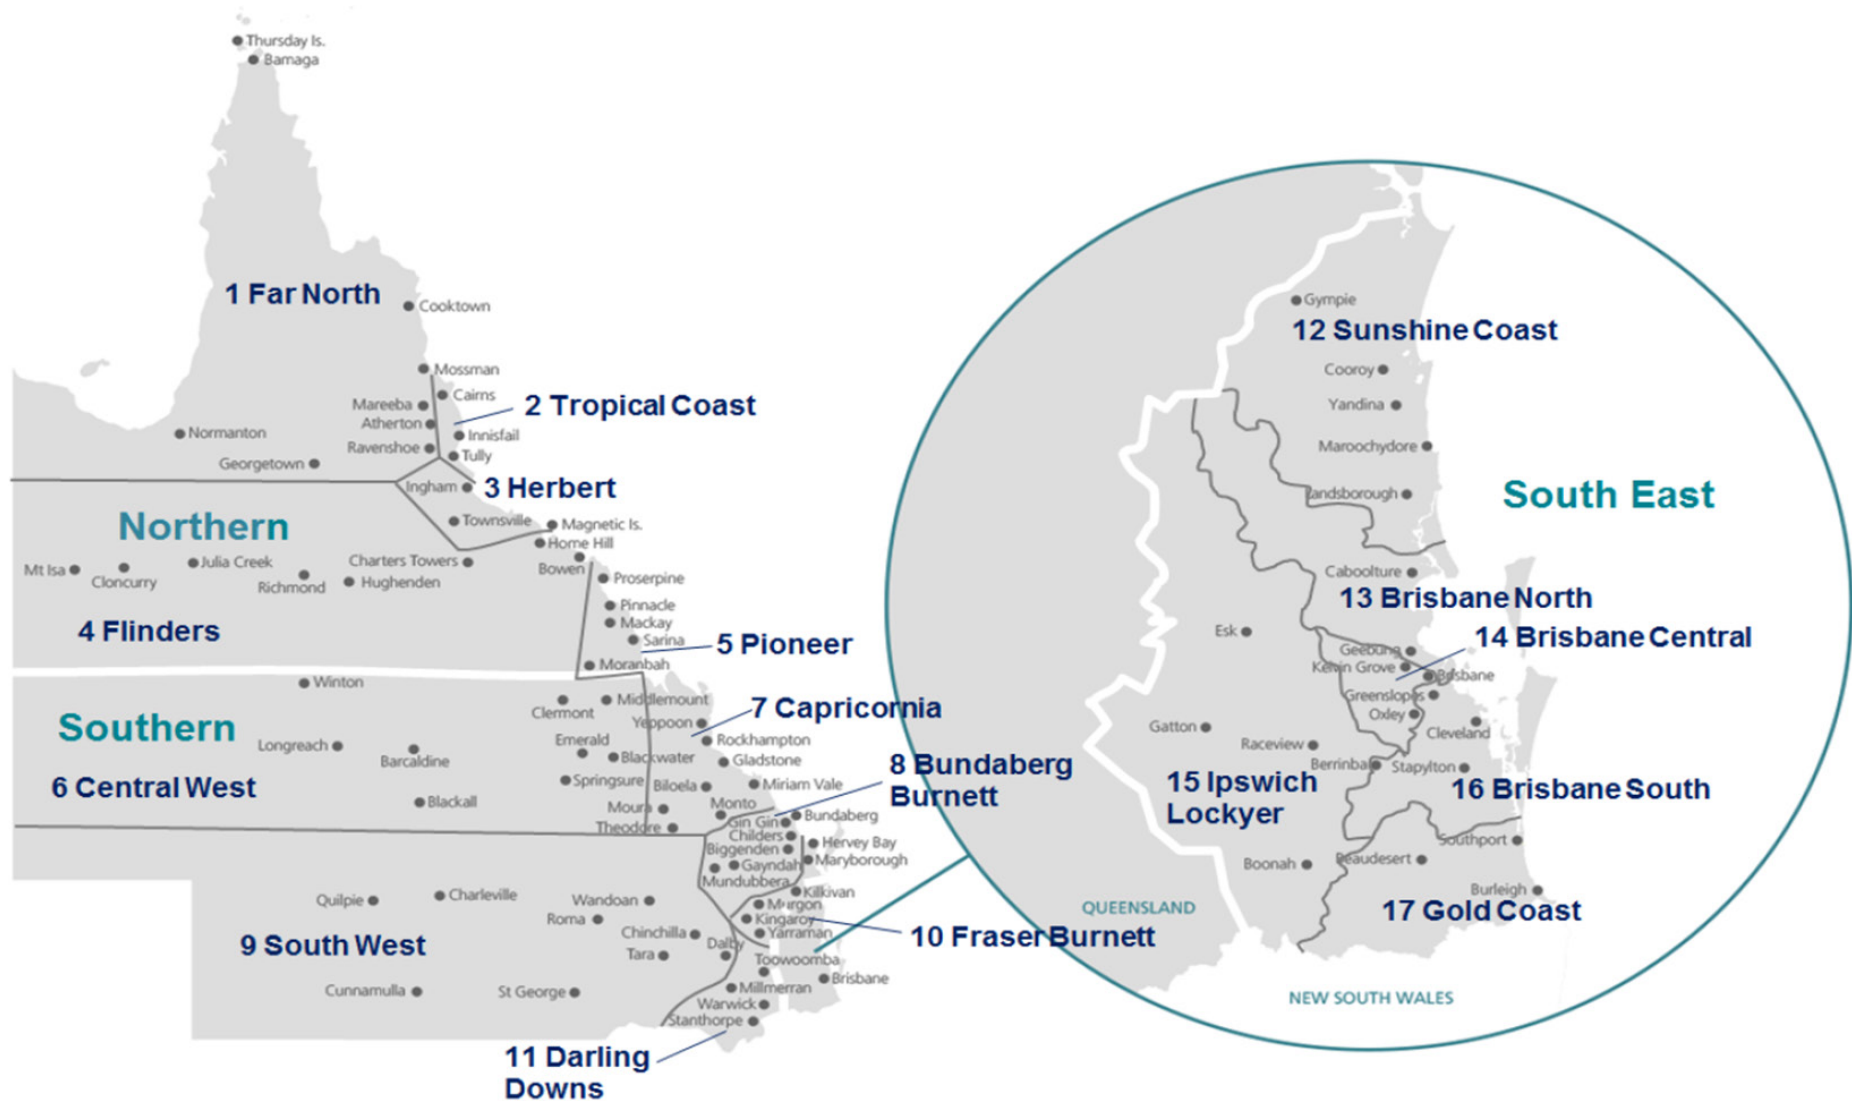 Thursday Is.
Bamaga
1 Far North
Cooktown
Mossman
Cairns
Mareeba
2 Tropical Coast
Atherton
Innisfail
Normanton
Ravenshoe
Tully
Georgetown
Ingham
3 Herbert
Northern
Townsville
Magnetic Is.
Home Hill
Mt Isa
Cloncurry
Julia Creek
Richmond
Hughenden
Charters Towers
Bowen
Proserpine
Pinnacle
Mackay
4 Flinders
Sarina
5 Pioneer
Moranbah
Winton
Clermont
Middlemount
7 Capricornia
Southern
Yeppoon
Longreach
Barcaldine
Emerald
Rockhampton
Blackwater
Gladstone
6 Central West
Springsure
Biloela
Miriam Vale
8 Bundaberg
Burnett
Blackall
Moura
Monto
Theodore
Gin Gin
Bundaberg
Childers
Biggenden
Hervey Bay
Gayndah
Maryborough
Mundubbera
Quilpie
Charleville
Wandoan
Kilkivan
Murgon
Roma
Kingaroy
Chinchilla
Yarraman
10 Fraser Burnett
9 South West
Dalby
Tara
Toowoomba
Brisbane
Cunnamulla
St George
Millmerran
Warwick
Stanthorpe
11 Darling
Downs
Gympie
12 Sunshine Coast
Cooroy
Yandina
Maroochydore
Landsborough
South East
Caboolture
13 Brisbane North
Esk
14 Brisbane Central
Geebung
Kelvin Grove
Brisbane
Greenslopes
Oxley
Gatton
Cleveland
Raceview
Berrinba
Stapylton
15 Ipswich
Lockyer
16 Brisbane South
Southport
Boonah
Beaudesert
Burleigh
QUEENSLAND
17 Gold Coast
NEW SOUTH WALES